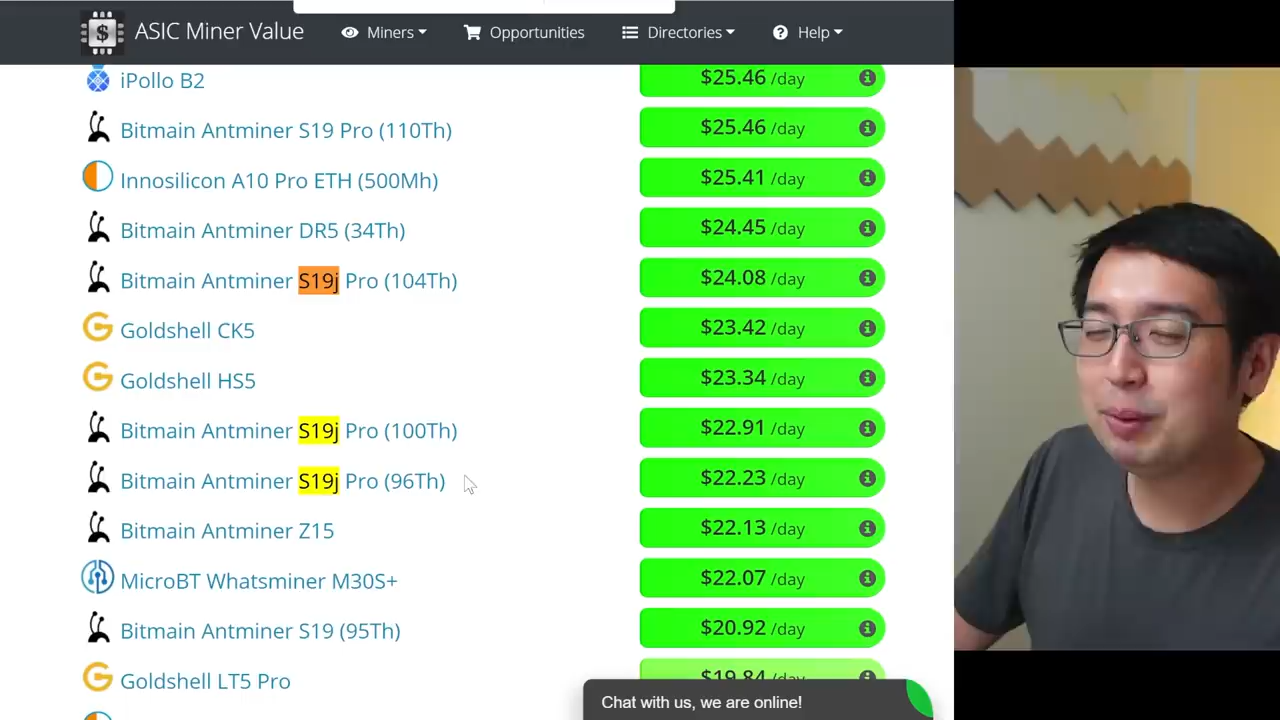 $ ASIC Miner Value Miners Opportunities Directories ? Help
iPollo B2 $25.46 /day
Bitmain Antminer S19 Pro (110Th) $25.46 /day
Innosilicon A10 Pro ETH (500Mh) $25.41 /day
Bitmain Antminer DR5 (34Th) $24.45 /day
Bitmain Antminer S19j Pro (104Th) $24.08 /day
Goldshell CK5 $23.42 /day
Goldshell HS5 $23.34 /day
Bitmain Antminer S19j Pro (100Th) $22.91 /day
Bitmain Antminer S19j Pro (96Th) $22.23 /day
Bitmain Antminer Z15 $22.13 /day
MicroBT Whatsminer M30S+ $22.07 /day
Bitmain Antminer S19 (95Th) $20.92 /day
Goldshell LT5 Pro $19.84 /day
Chat with us, we are online!